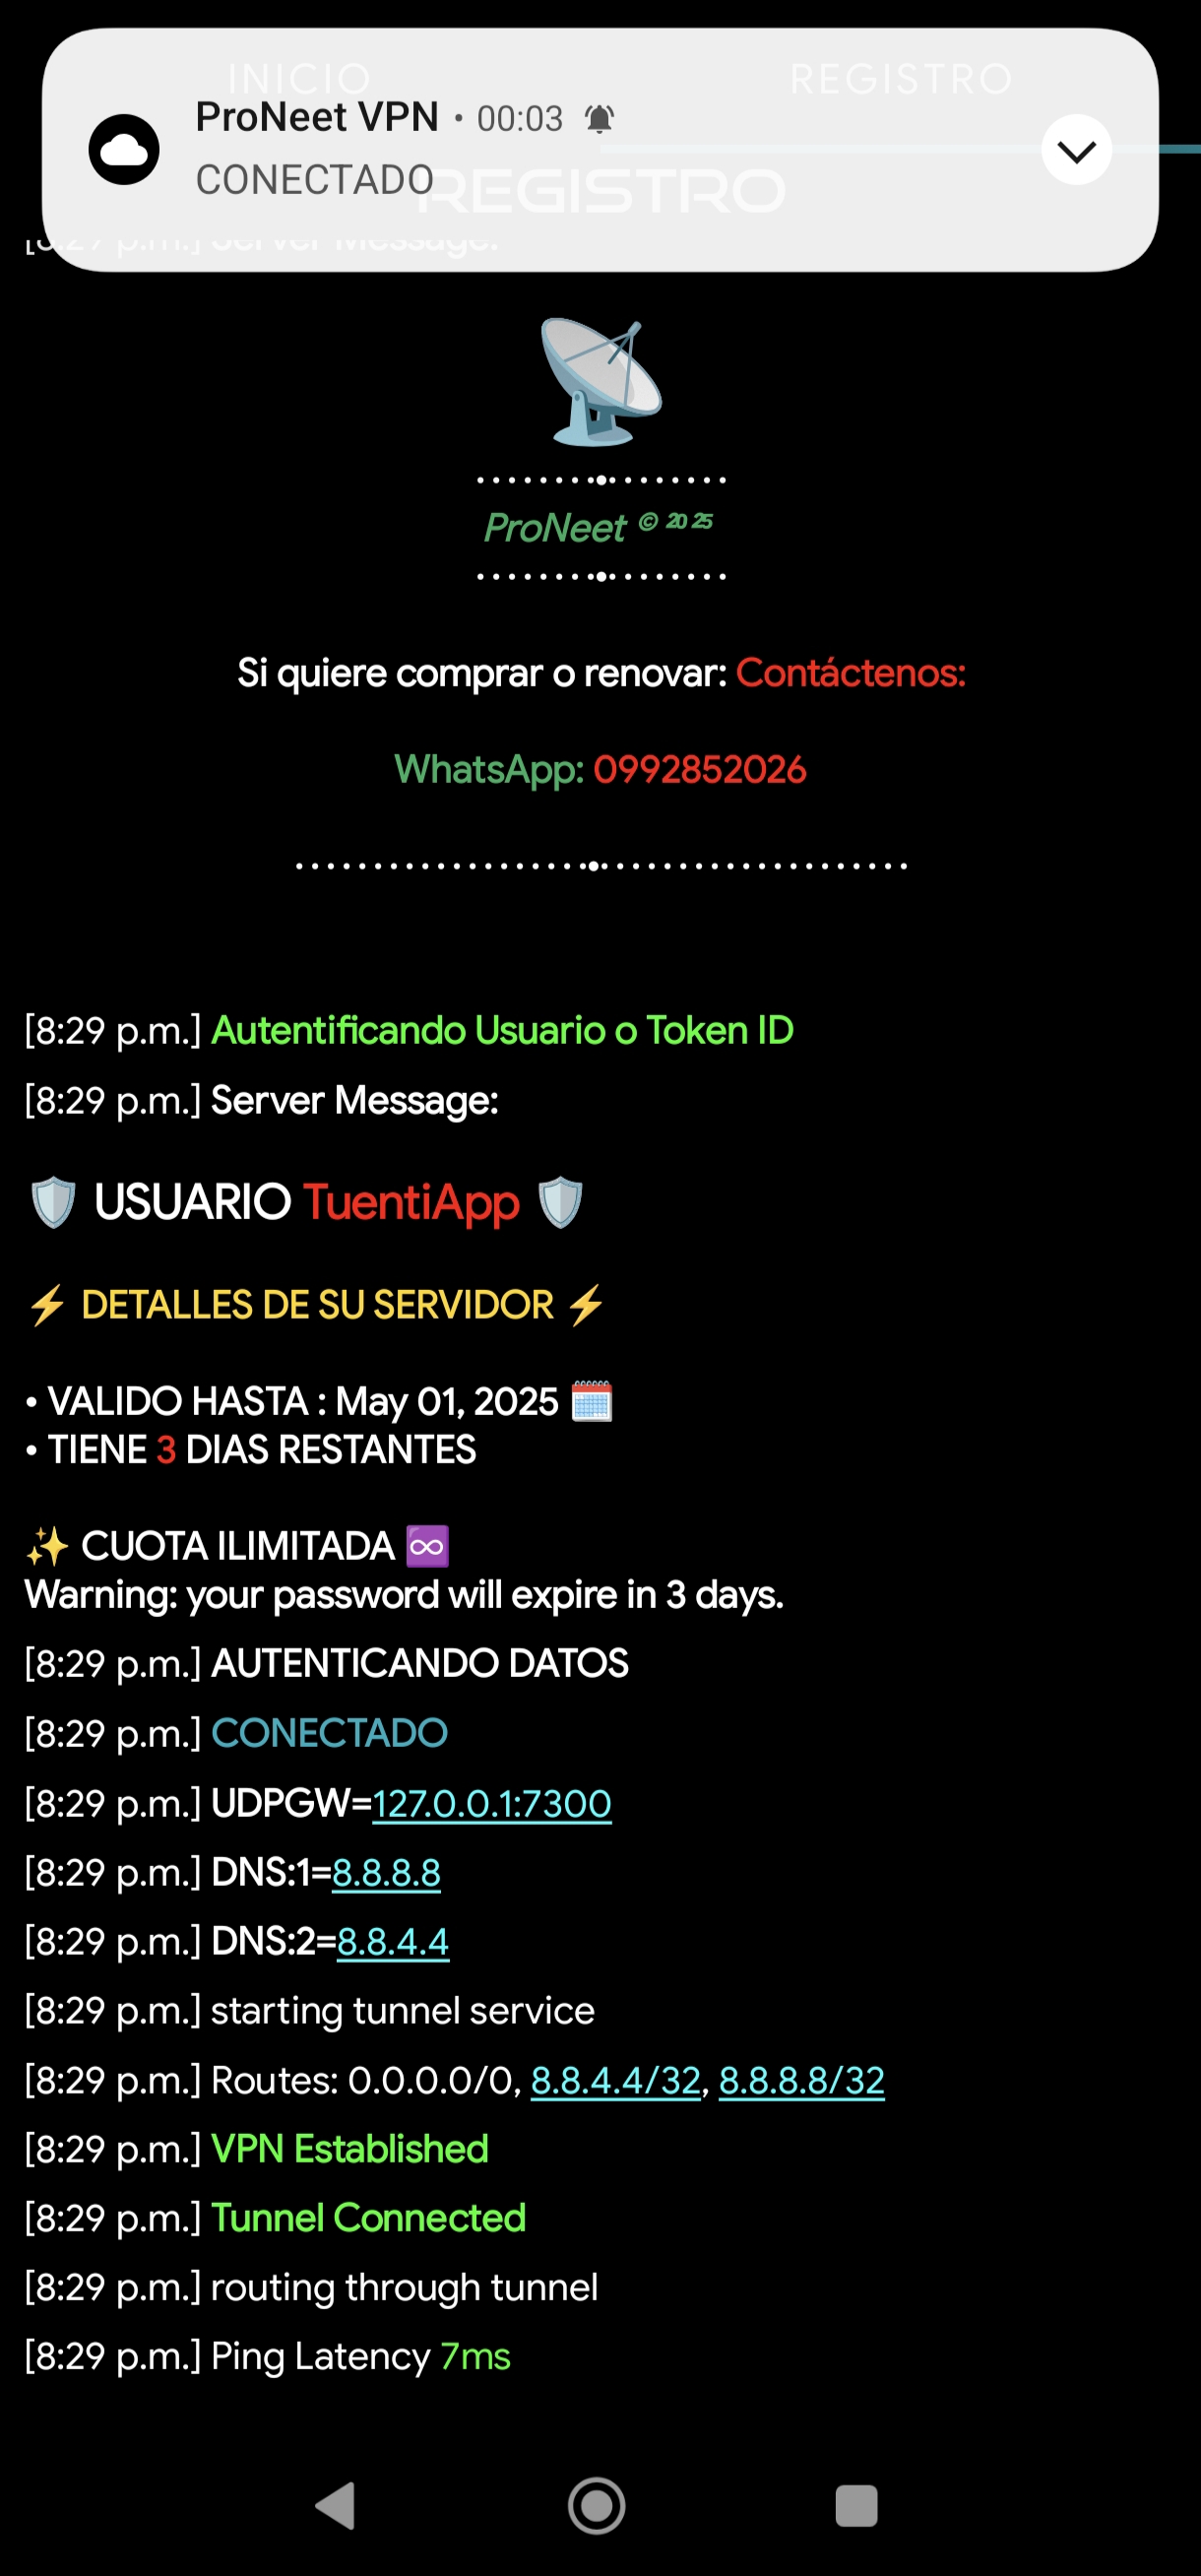 INICIO REGISTRO
ProNeet VPN • 00:03
CONECTADO
REGISTRO
[8:29 p.m.] Server Message:
ProNeet © 2025
Si quiere comprar o renovar: Contáctenos:
WhatsApp: 0992852026
[8:29 p.m.] Autentificando Usuario o Token ID
[8:29 p.m.] Server Message:
🛡️ USUARIO TuentiApp 🛡️
⚡ DETALLES DE SU SERVIDOR ⚡
• VALIDO HASTA : May 01, 2025 🗓️
• TIENE 3 DIAS RESTANTES
✨ CUOTA ILIMITADA ♾️
Warning: your password will expire in 3 days.
[8:29 p.m.] AUTENTICANDO DATOS
[8:29 p.m.] CONECTADO
[8:29 p.m.] UDPGW=127.0.0.1:7300
[8:29 p.m.] DNS:1=8.8.8.8
[8:29 p.m.] DNS:2=8.8.4.4
[8:29 p.m.] starting tunnel service
[8:29 p.m.] Routes: 0.0.0.0/0, 8.8.4.4/32, 8.8.8.8/32
[8:29 p.m.] VPN Established
[8:29 p.m.] Tunnel Connected
[8:29 p.m.] routing through tunnel
[8:29 p.m.] Ping Latency 7ms